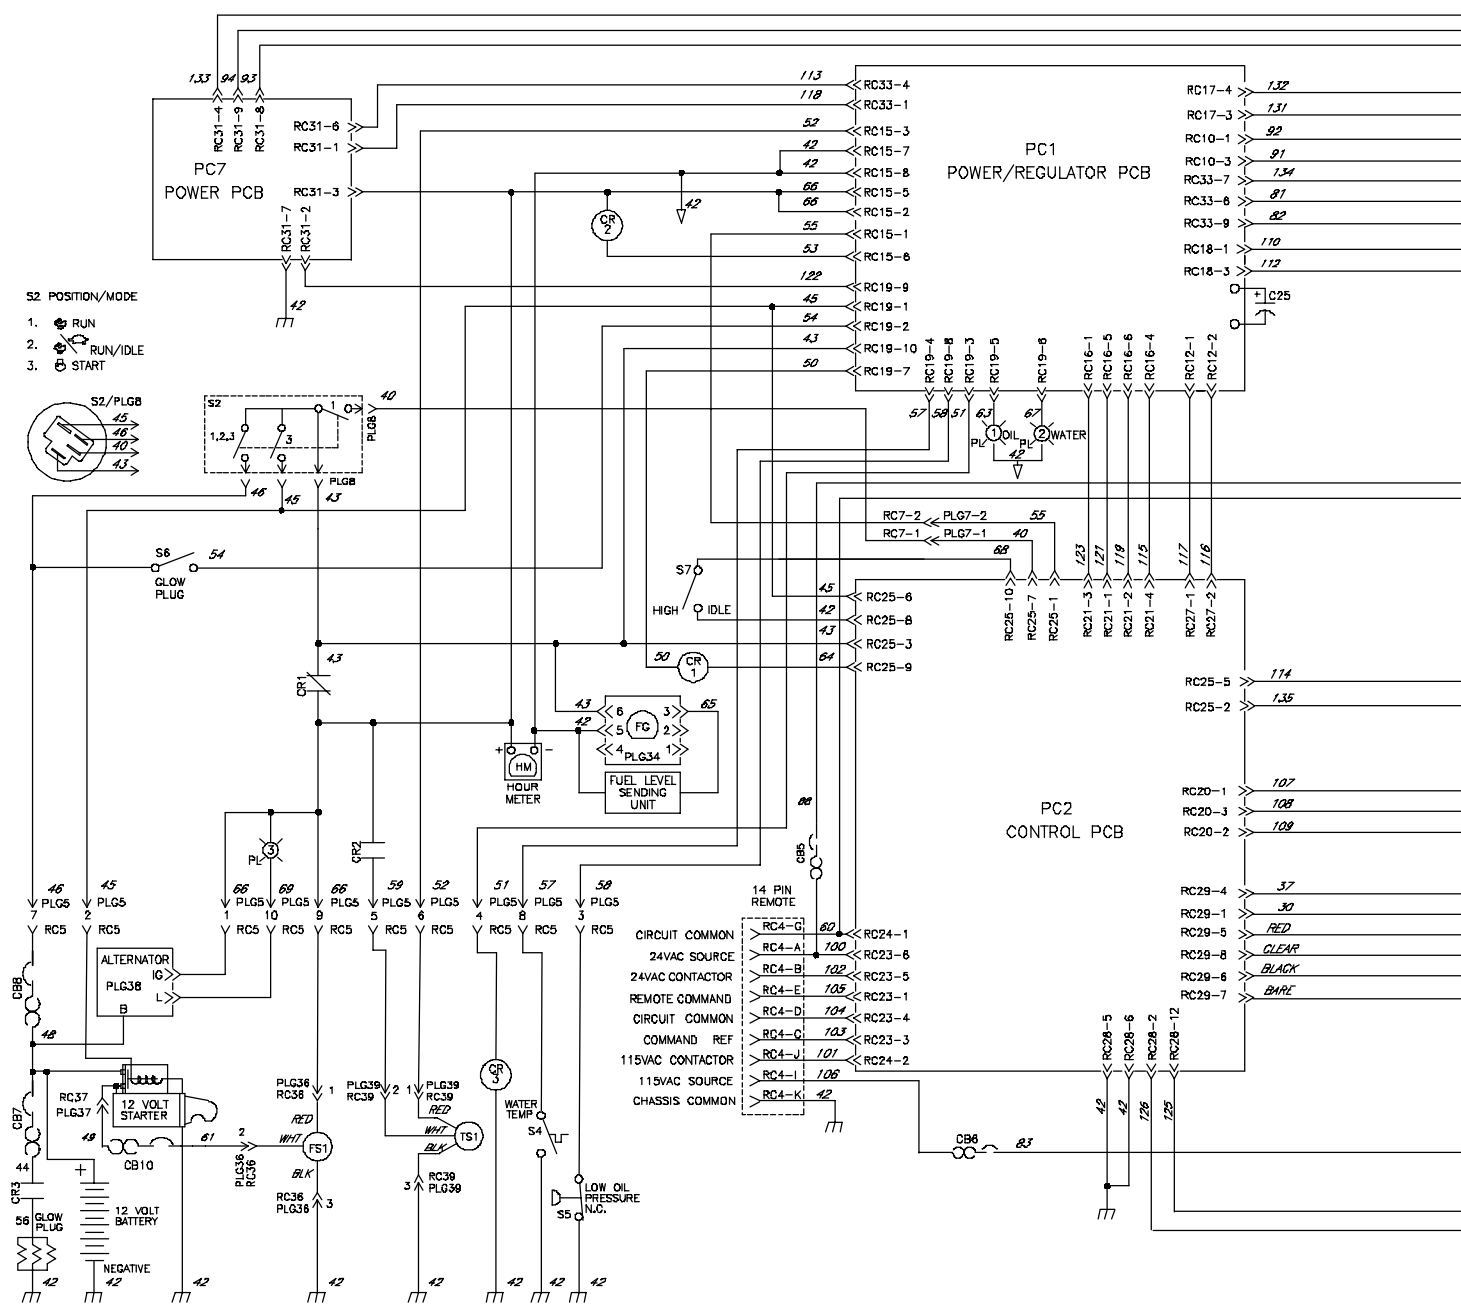 133 94 93
RC31-4
RC31-9
RC31-8
RC31-6
RC31-1
PC7
POWER PCB
RC31-3
RC31-7
RC31-2
42
113 RC33-4
118 RC33-1
52 RC15-3
42 RC15-7
42 RC15-8
66 RC15-5
66 RC15-2
55 RC15-1
53 RC15-6
122 RC19-9
45 RC19-1
54 RC19-2
43 RC19-10
50 RC19-7
42
CR
2
PC1
POWER/REGULATOR PCB
RC17-4 132
RC17-3 131
RC10-1 92
RC10-3 91
RC33-7 134
RC33-6 81
RC33-9 82
RC18-1 110
RC18-3 112
+ C25
RC19-4
RC19-8
RC19-3
RC19-5
RC19-6
RC16-1
RC16-5
RC16-6
RC16-4
RC12-1
RC12-2
57 58 51 63 67
PL 1 OIL PL 2 WATER
42
S2 POSITION/MODE
1. RUN
2. RUN/IDLE
3. START
S2/PLG8
45
46
40
43
S2
1
1,2,3
3
PLG8
40
PLG8
46 45 43
S6
54
GLOW
PLUG
RC7-2 PLG7-2 55
RC7-1 PLG7-1 40
68
123
121
119
115
117
116
S7
HIGH IDLE
RC25-10
RC25-7
RC25-1
RC21-3
RC21-1
RC21-2
RC21-4
RC27-1
RC27-2
45 RC25-6
42 RC25-8
43 RC25-3
64 RC25-9
50 CR
1
43
CR1
43 6 FG 3 65
42 5 2
4 PLG34 1
+ HM -
HOUR
METER
FUEL LEVEL
SENDING
UNIT
PC2
CONTROL PCB
RC25-5 114
RC25-2 135
RC20-1 107
RC20-3 108
RC20-2 109
RC29-4 37
RC29-1 30
RC29-5 RED
RC29-8 CLEAR
RC29-6 BLACK
RC29-7 BARE
88
CB5
PL 3
CR2
46 45 66 69 66 59 52 51 57 58
PLG5 PLG5 PLG5 PLG5 PLG5 PLG5 PLG5 PLG5 PLG5 PLG5
7 2 1 10 9 5 6 4 8 3
RC5 RC5 RC5 RC5 RC5 RC5 RC5 RC5 RC5 RC5
14 PIN
REMOTE
CIRCUIT COMMON RC4-G 60 RC24-1
24VAC SOURCE RC4-A 100 RC23-6
24VAC CONTACTOR RC4-B 102 RC23-5
REMOTE COMMAND RC4-E 105 RC23-1
CIRCUIT COMMON RC4-D 104 RC23-4
COMMAND REF RC4-C 103 RC23-3
115VAC CONTACTOR RC4-J 101 RC24-2
115VAC SOURCE RC4-I 106
CHASSIS COMMON RC4-K 42
RC28-5
RC28-6
RC28-2
RC28-12
42
42
126
125
CB6 83
ALTERNATOR
IG
PLG38
L
B
CB8
48
CB7
RC37
PLG37
12 VOLT
STARTER
49
CB10
61
2
PLG36
RC36
PLG36
RC36 1
RED
WHT
FS1
BLK
RC36
PLG36 3
PLG39
RC39 2
1 PLG39
RC39
RED
WHT
TS1
BLK
RC39
3 PLG39
CR
3
WATER
TEMP
S4
LOW OIL
PRESSURE
N.C.
S5
44
CR3
56 GLOW
PLUG
+
12 VOLT
BATTERY
NEGATIVE
42 42 42 42 42 42 42 42